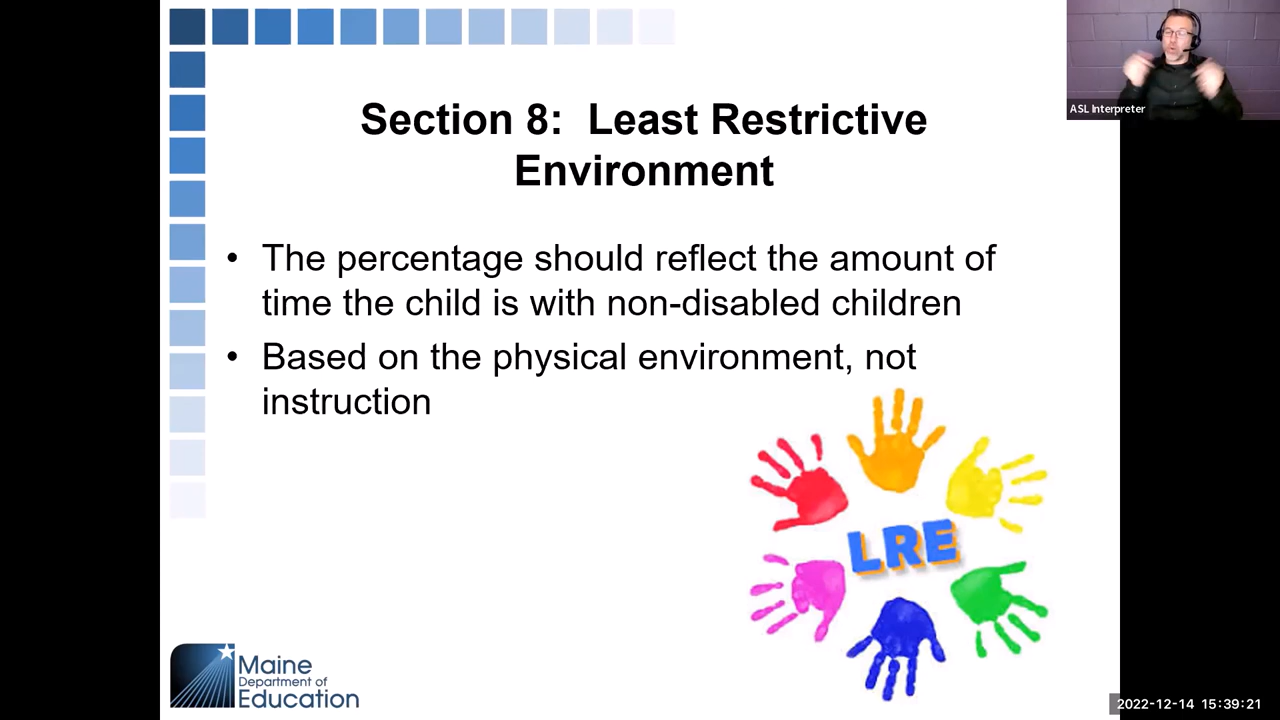 ASL Interpreter
Section 8:  Least Restrictive
Environment
• The percentage should reflect the amount of
time the child is with non-disabled children
• Based on the physical environment, not
instruction
LRE
Maine
Department of
Education
2022-12-14 15:39:21